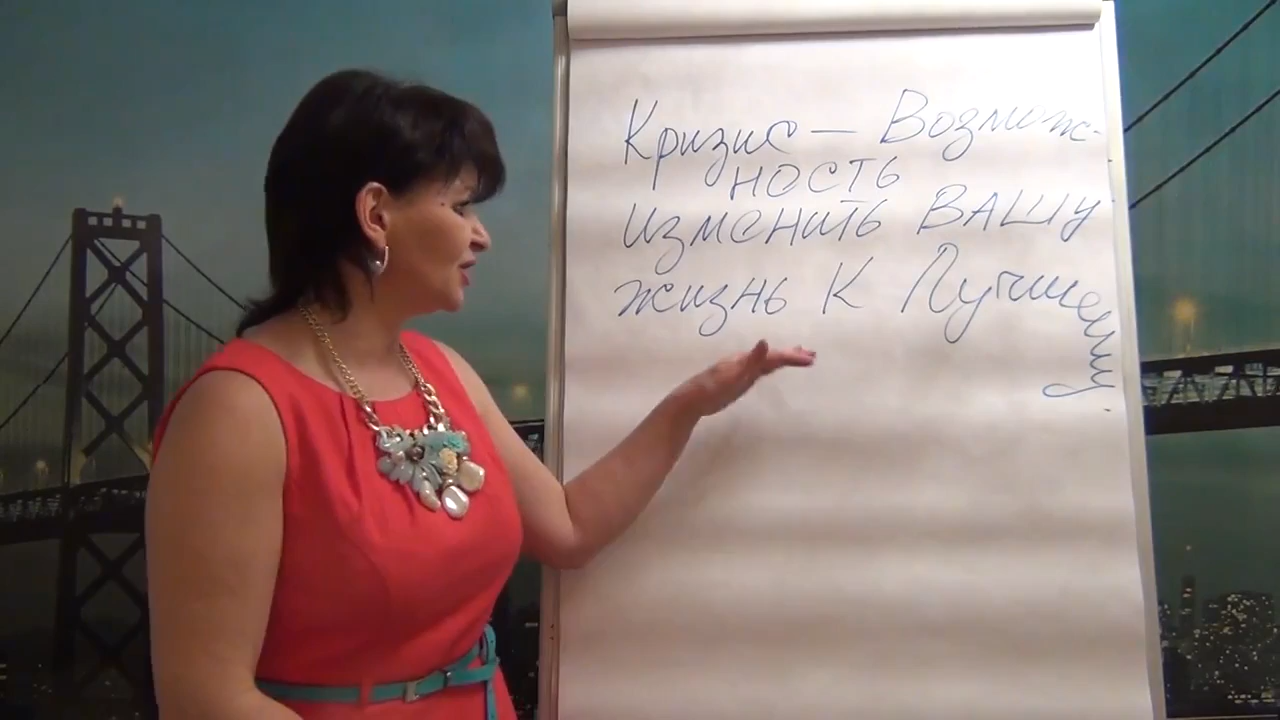 Кризис — Возмож-
ность
изменить ВАШУ
жизнь К Лучшему.